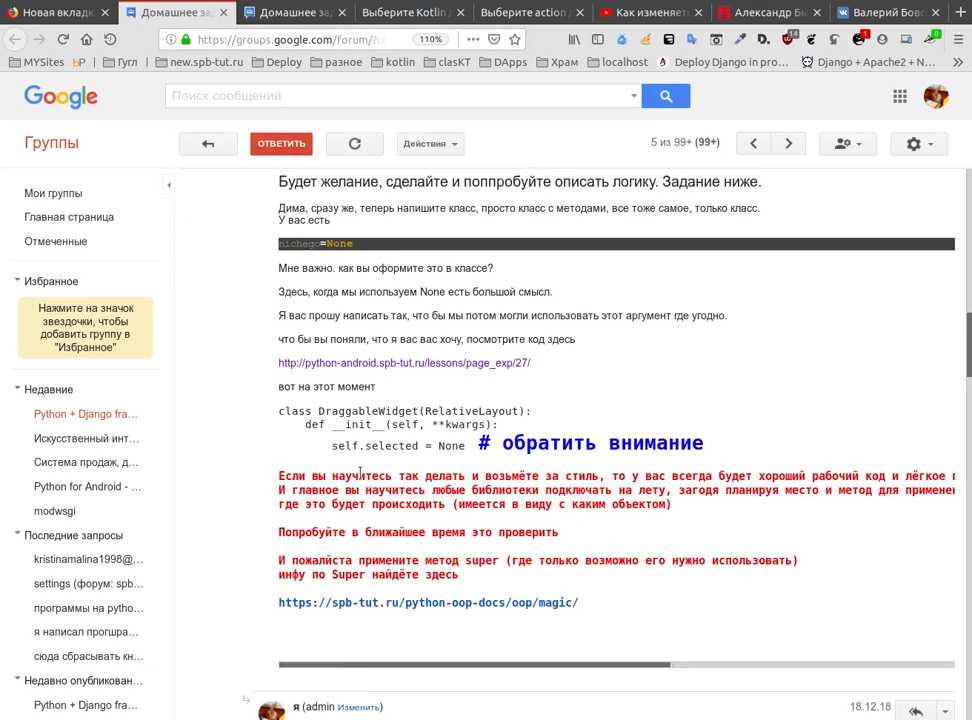 Новая вкладк
Домашнее зад
Домашнее зад
Выберите Kotlin,
Выберите action д
Как изменяет
Александр Бы
Валерий Бовс
https://groups.google.com/forum/?u
110%
14
1
0
MYSites
bP
Гугл
new.spb-tut.ru
Deploy
разное
kotlin
clasKT
DApps
Храм
localhost
Deploy Django in pro…
Django + Apache2 + N…
Google
Поиск сообщений
Группы
ОТВЕТИТЬ
Действия
5 из 99+ (99+)
Мои группы
Главная страница
Отмеченные
Избранное
Нажмите на значок
звездочки, чтобы
добавить группу в
"Избранное"
Недавние
Python + Django fra…
Искусственный инт…
Система продаж, д…
Python for Android - …
modwsgi
Последние запросы
kristinamalina1998@…
settings (форум: spb…
программы на pytho…
я написал прогшра…
сюда сбрасывать кн…
Недавно опубликован…
Python + Django fra…
Будет желание, сделайте и поппробуйте описать логику. Задание ниже.
Дима, сразу же, теперь напишите класс, просто класс с методами, все тоже самое, только класс.
У вас есть
nichego=None
Мне важно. как вы оформите это в классе?
Здесь, когда мы используем None есть большой смысл.
Я вас прошу написать так, что бы мы потом могли использовать этот аргумент где угодно.
что бы вы поняли, что я вас вас хочу, посмотрите код здесь
http://python-android.spb-tut.ru/lessons/page_exp/27/
вот на этот момент
class DraggableWidget(RelativeLayout):
def __init__(self, **kwargs):
self.selected = None # обратить внимание
Если вы научитесь так делать и возьмёте за стиль, то у вас всегда будет хороший рабочий код и лёгкое
И главное вы научитесь любые библиотеки подключать на лету, загодя планируя место и метод для применен
где это будет происходить (имеется в виду с каким объектом)
Попробуйте в ближайшее время это проверить
И пожалйста примените метод super (где только возможно его нужно использовать)
инфу по Super найдёте здесь
https://spb-tut.ru/python-oop-docs/oop/magic/
я (admin Изменить)
18.12.18